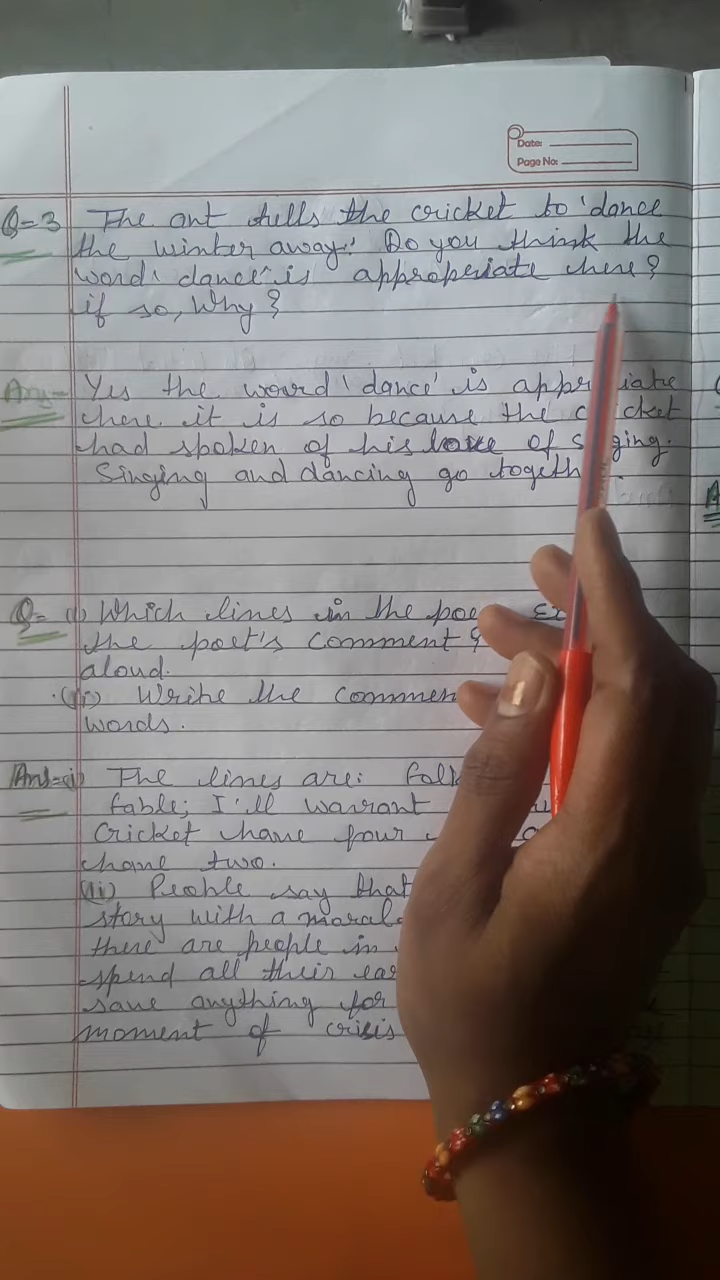 Date:
Page No:
Q=3 The ant tells the cricket to 'dance
the winter away'. Do you think the
word 'dance' is appropeiate here?
if so, Why?
Ans= Yes the word 'dance' is appr iate
here it is so because the c icket
had spoken of his love of s ging.
Singing and dancing go togeth
Q= (i) Which lines in the poe Ex
the poet's comment?
aloud.
(ii) Write the commen
words.
Ans=(i) The lines are: Fol
fable; I'll warrant
Cricket have four
have two.
(ii) People say that
story with a moral
there are people in
spend all their ear
save anything for
moment of crisis